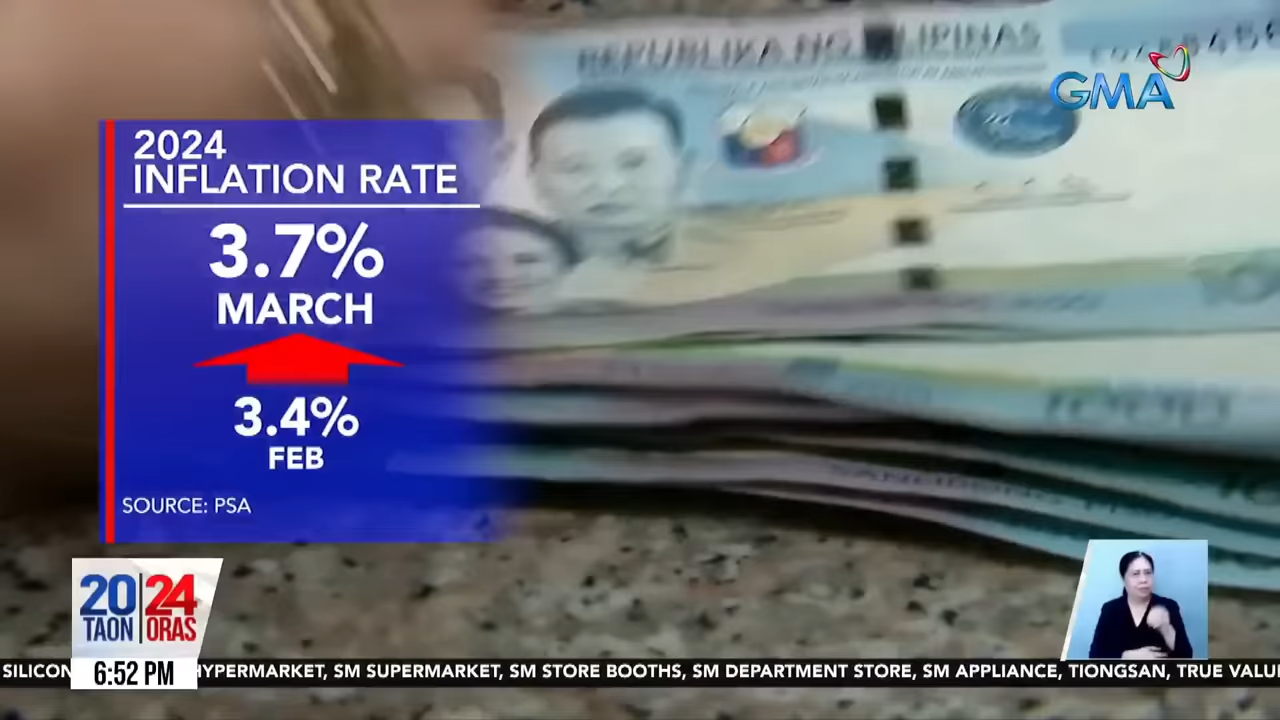 REPUBLIKA NG
GMA
2024
INFLATION RATE
3.7%
MARCH
3.4%
FEB
SOURCE: PSA
20 24
TAON ORAS
6:52 PM
SILICON
HYPERMARKET, SM SUPERMARKET, SM STORE BOOTHS, SM DEPARTMENT STORE, SM APPLIANCE, TIONGSAN, TRUE VALU